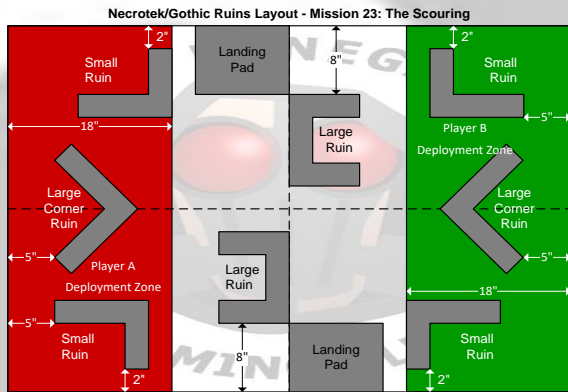 Necrotek/Gothic Ruins Layout - Mission 23: The Scouring
2"
Small
Ruin
18"
Landing
Pad
8"
Large
Ruin
2"
Small
Ruin
5"
Player B
Deployment Zone
Large
Corner
Ruin
5"
Player A
Deployment Zone
5"
Small
Ruin
2"
Large
Ruin
8"
Landing
Pad
Large
Corner
Ruin
5"
18"
Small
Ruin
2"